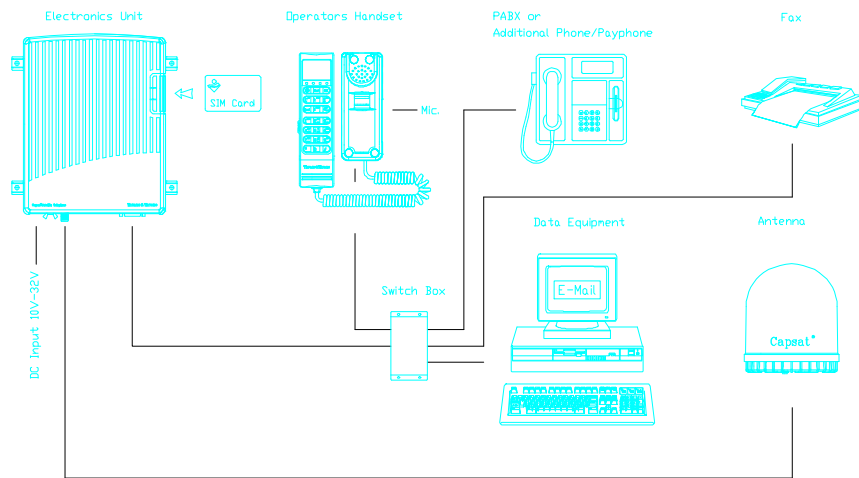 Electronics Unit
Operators Handset
PABX or
Additional Phone/Payphone
Fax
SIM Card
Mic.
Data Equipment
Antenna
E-Mail
Switch Box
DC Input 10V-32V
Capsat®